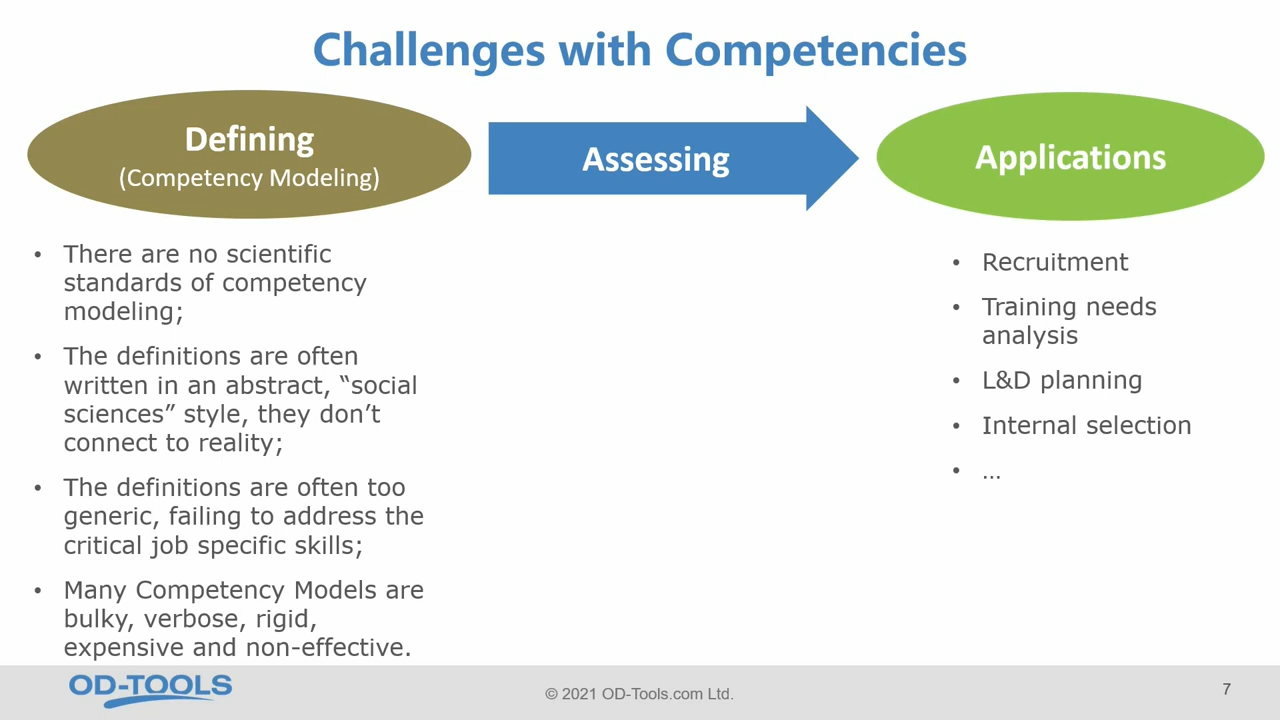 Challenges with Competencies
Defining
(Competency Modeling)
Assessing
Applications
• There are no scientific
standards of competency
modeling;
• The definitions are often
written in an abstract, “social
sciences” style, they don’t
connect to reality;
• The definitions are often too
generic, failing to address the
critical job specific skills;
• Many Competency Models are
bulky, verbose, rigid,
expensive and non-effective.
• Recruitment
• Training needs
analysis
• L&D planning
• Internal selection
• …
OD-TOOLS
© 2021 OD-Tools.com Ltd.
7